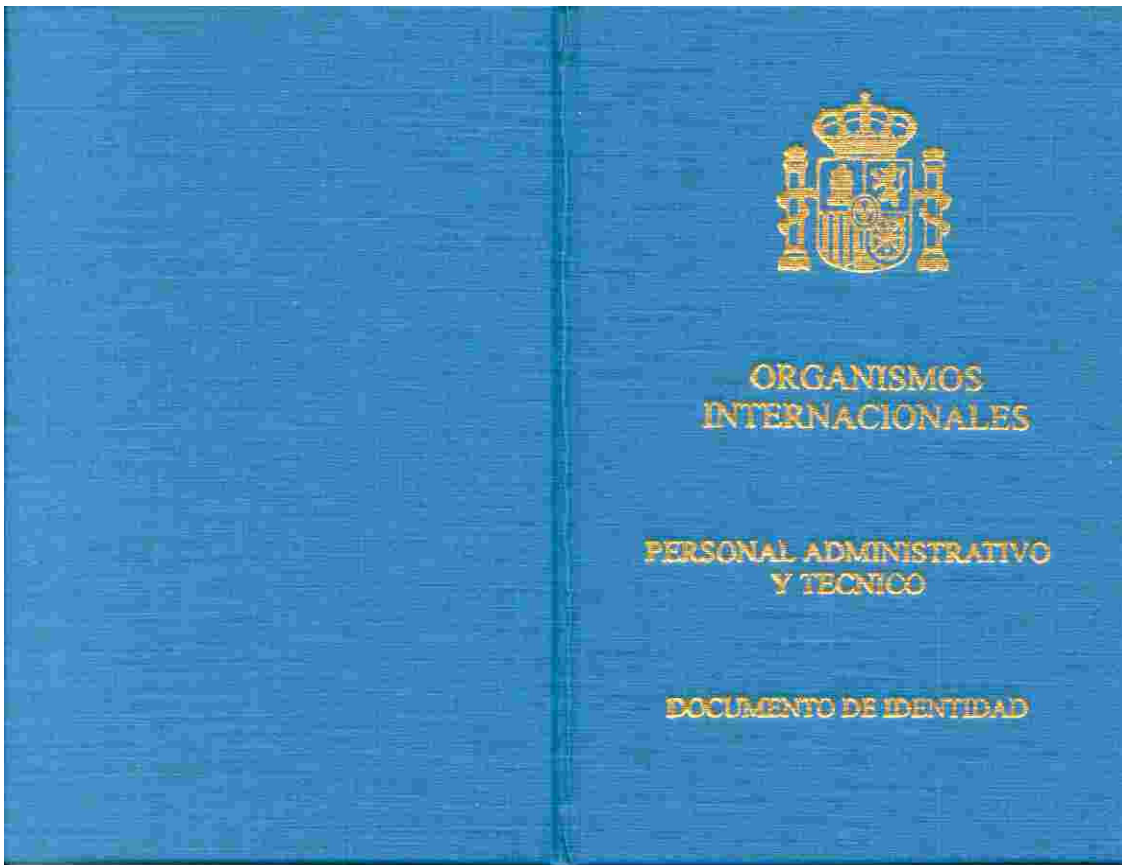 ORGANISMOS
INTERNACIONALES
PERSONAL ADMINISTRATIVO
Y TECNICO
DOCUMENTO DE IDENTIDAD